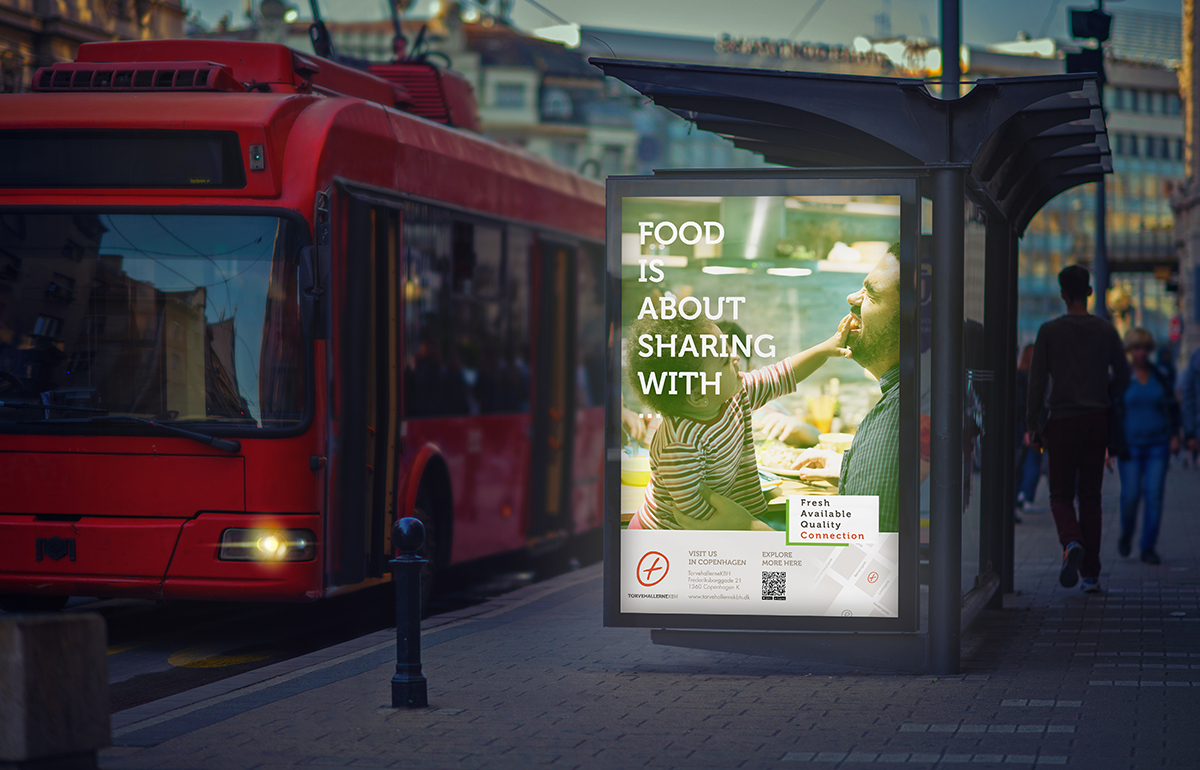 FOOD
IS
ABOUT
SHARING
WITH
Fresh
Available
Quality
Connection
TORVEHALLERNEKBH
VISIT US
IN COPENHAGEN
TorvehallerneKBH
Frederiksborggade 21
1360 Copenhagen K
www.torvehallernekbh.dk
EXPLORE
MORE HERE